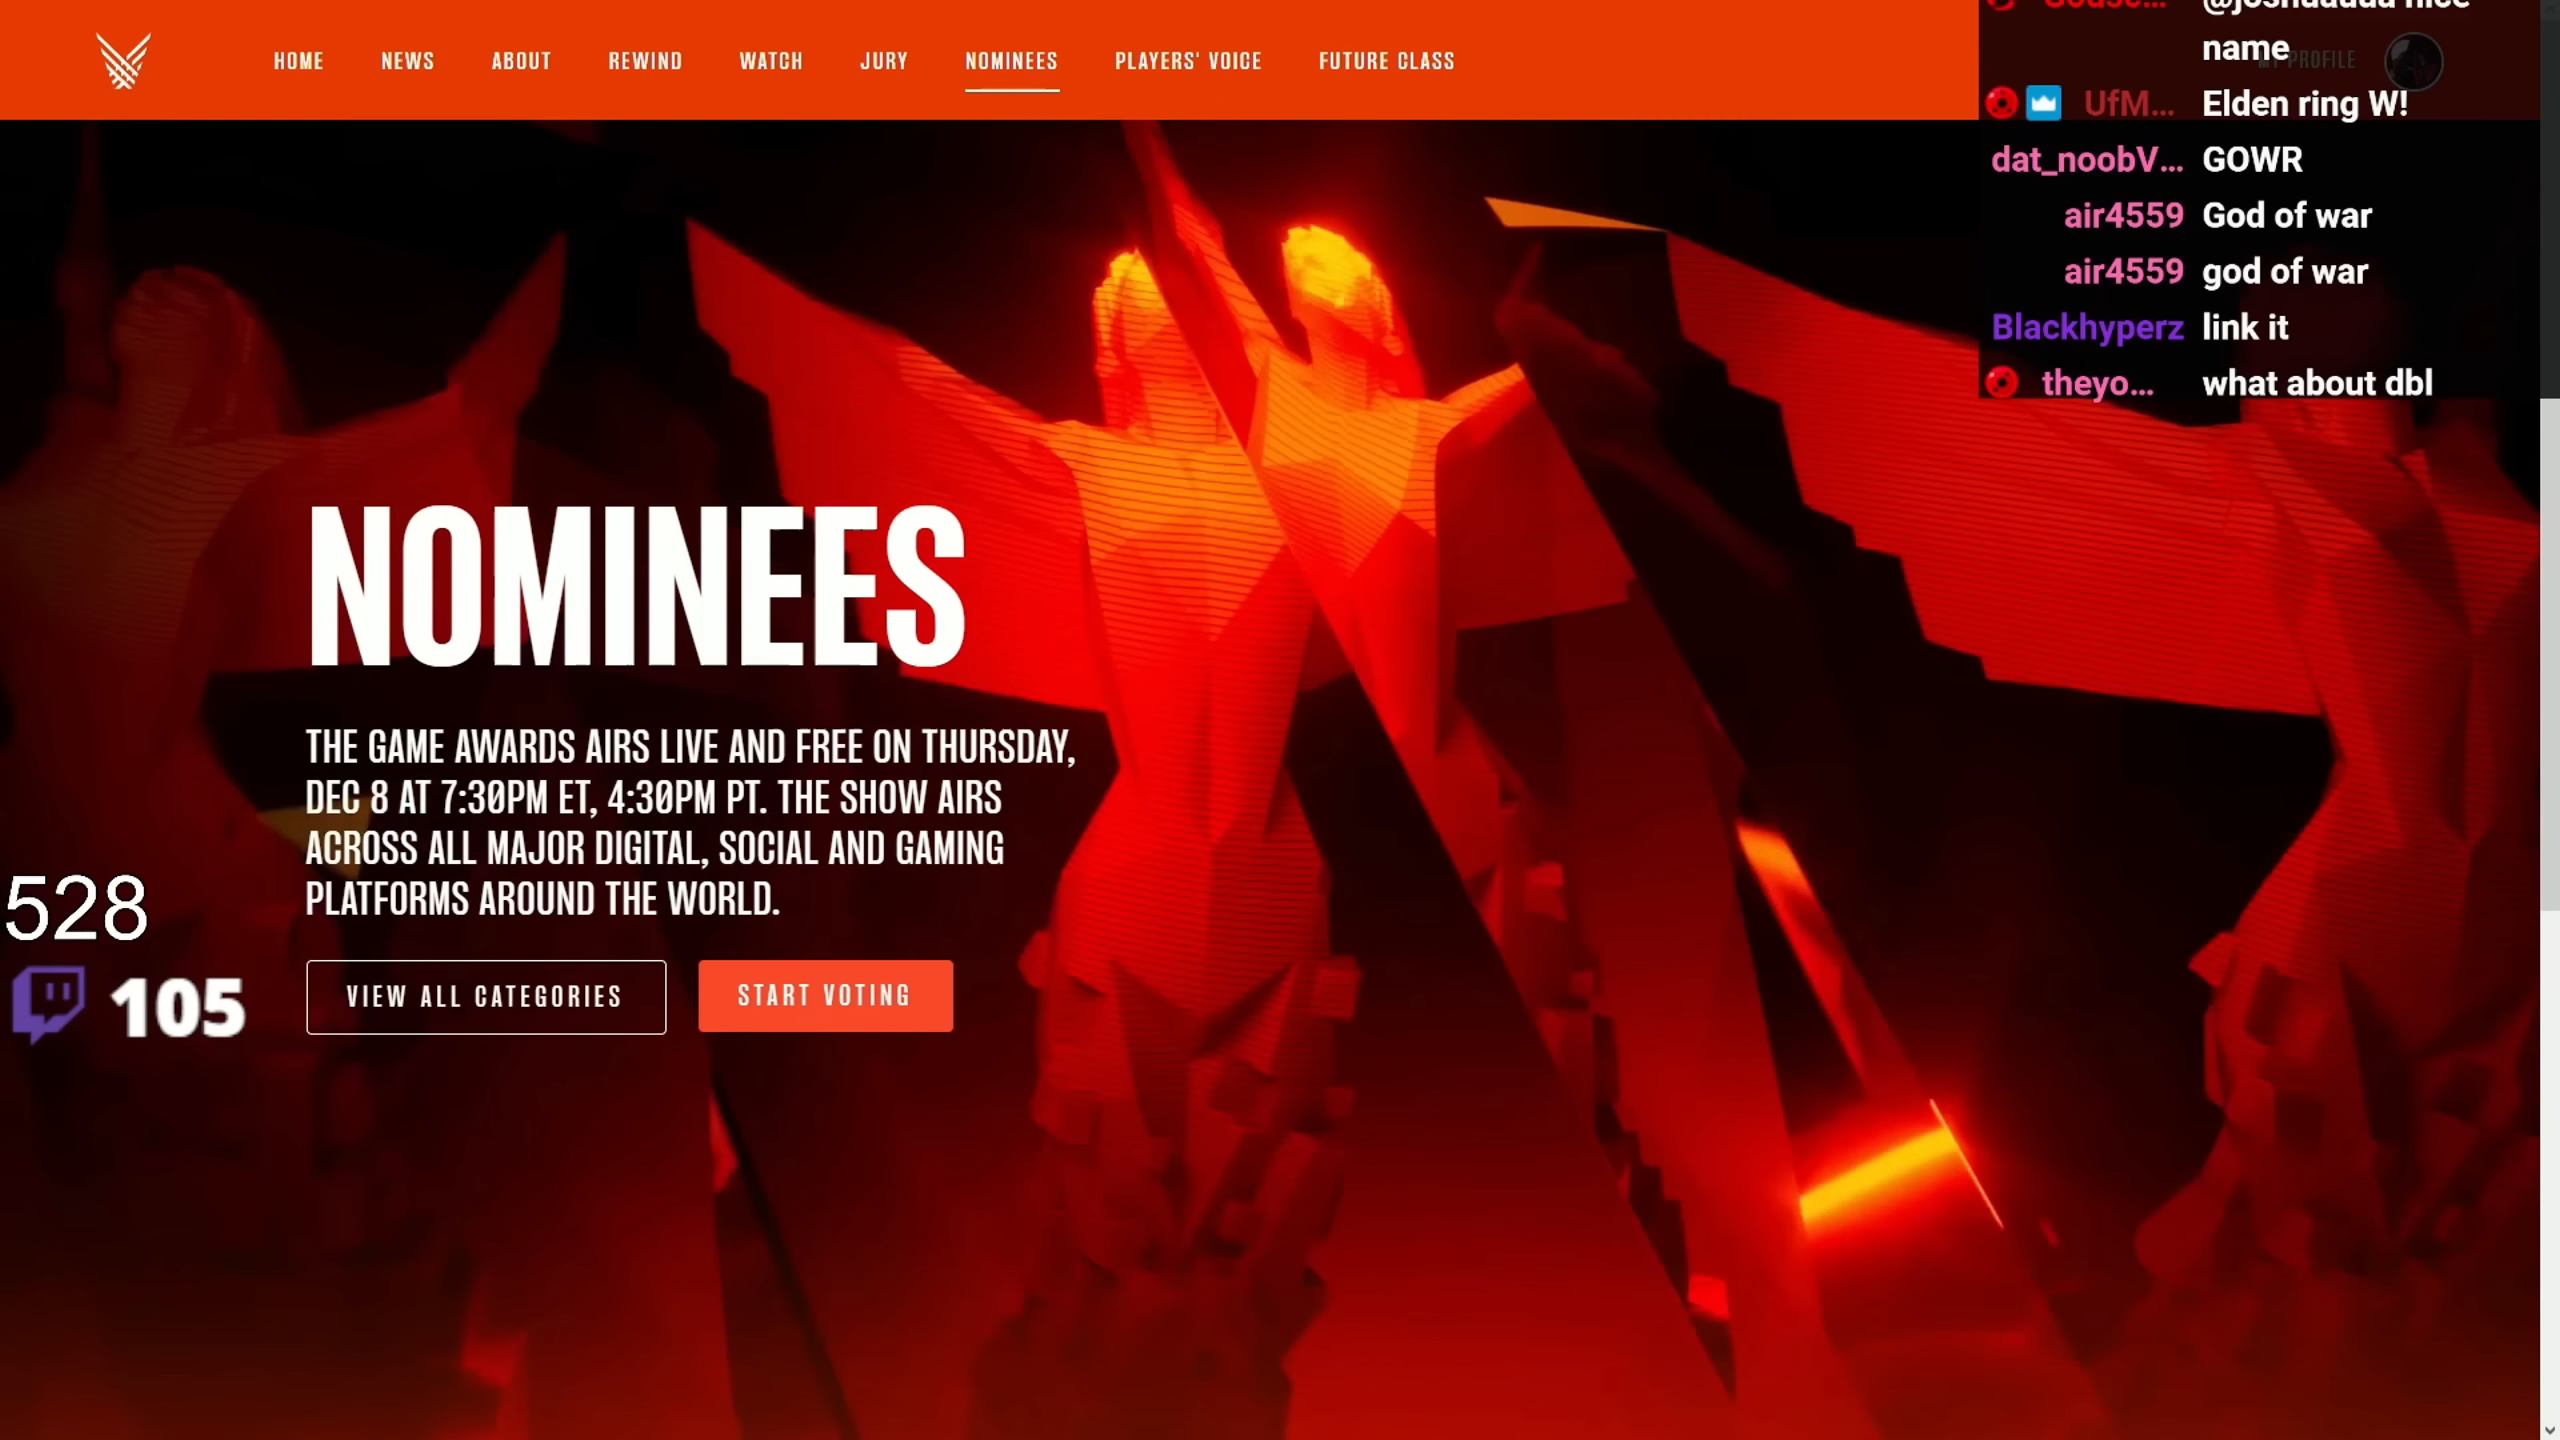 HOME NEWS ABOUT REWIND WATCH JURY NOMINEES PLAYERS' VOICE FUTURE CLASS
name
PROFILE
UfM... Elden ring W!
dat_noobV... GOWR
air4559 God of war
air4559 god of war
Blackhyperz link it
theyo... what about dbl
NOMINEES
THE GAME AWARDS AIRS LIVE AND FREE ON THURSDAY,
DEC 8 AT 7:30PM ET, 4:30PM PT. THE SHOW AIRS
ACROSS ALL MAJOR DIGITAL, SOCIAL AND GAMING
PLATFORMS AROUND THE WORLD.
528
105
VIEW ALL CATEGORIES
START VOTING